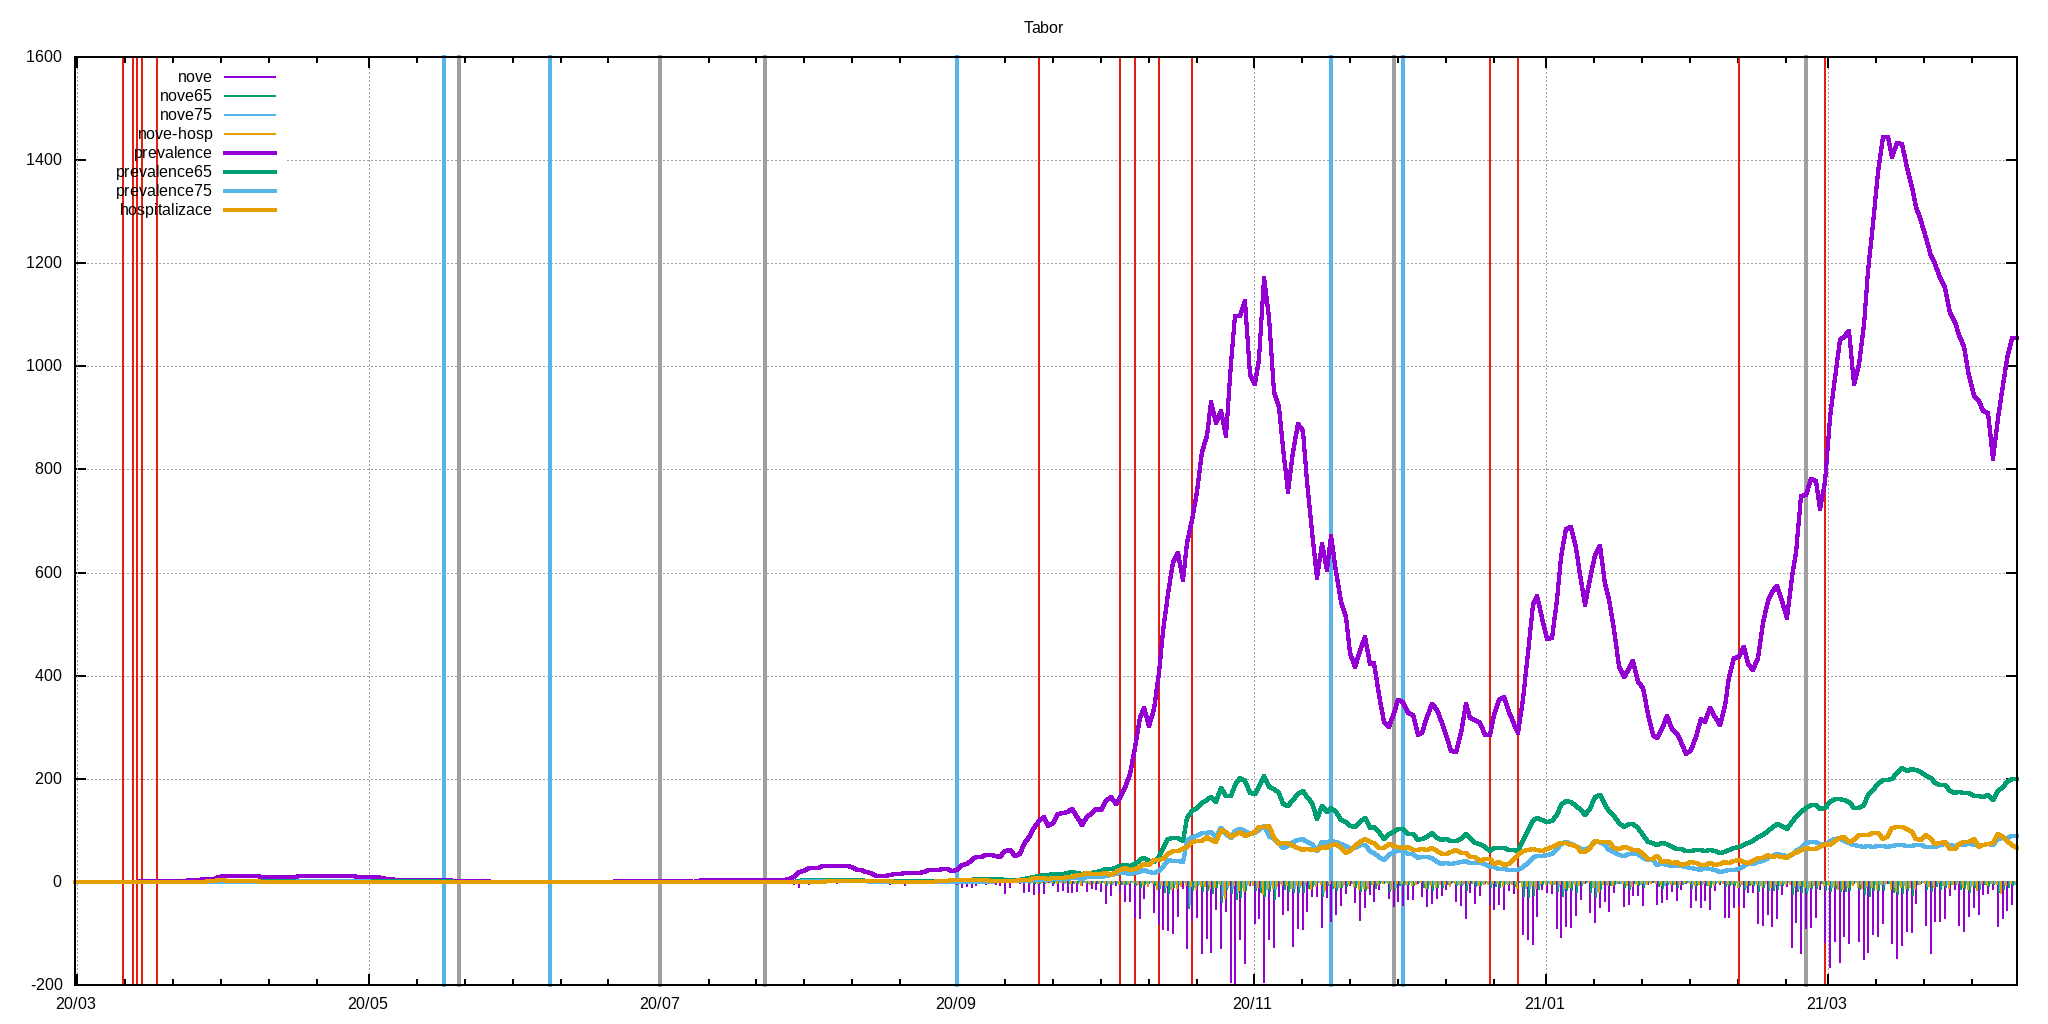 Tabor
1600
1400
1200
1000
800
600
400
200
0
-200
nove
nove65
nove75
nove-hosp
prevalence
prevalence65
prevalence75
hospitalizace
20/03 20/05 20/07 20/09 20/11 21/01 21/03